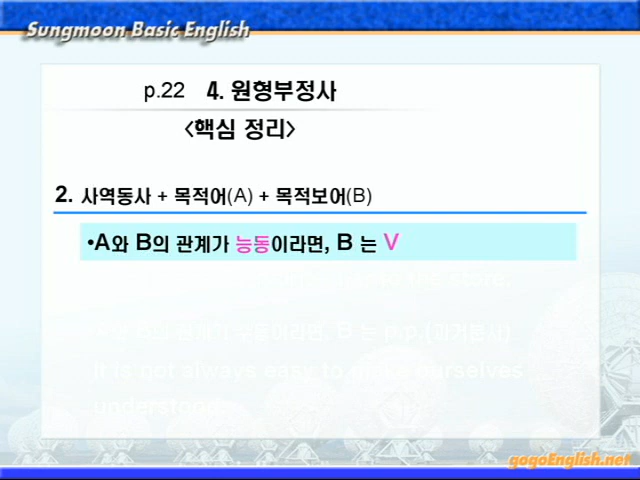 Sungmoon Basic English
p.22 4. 원형부정사
<핵심 정리>
2. 사역동사 + 목적어(A) + 목적보어(B)
•A와 B의 관계가 능동이라면, B 는 V
the store.
A와 B의 관계가 수동이라면, B 는 p.p.(과거분사)
It is not always easy to make ourselves
understood.
gogoEnglish.net